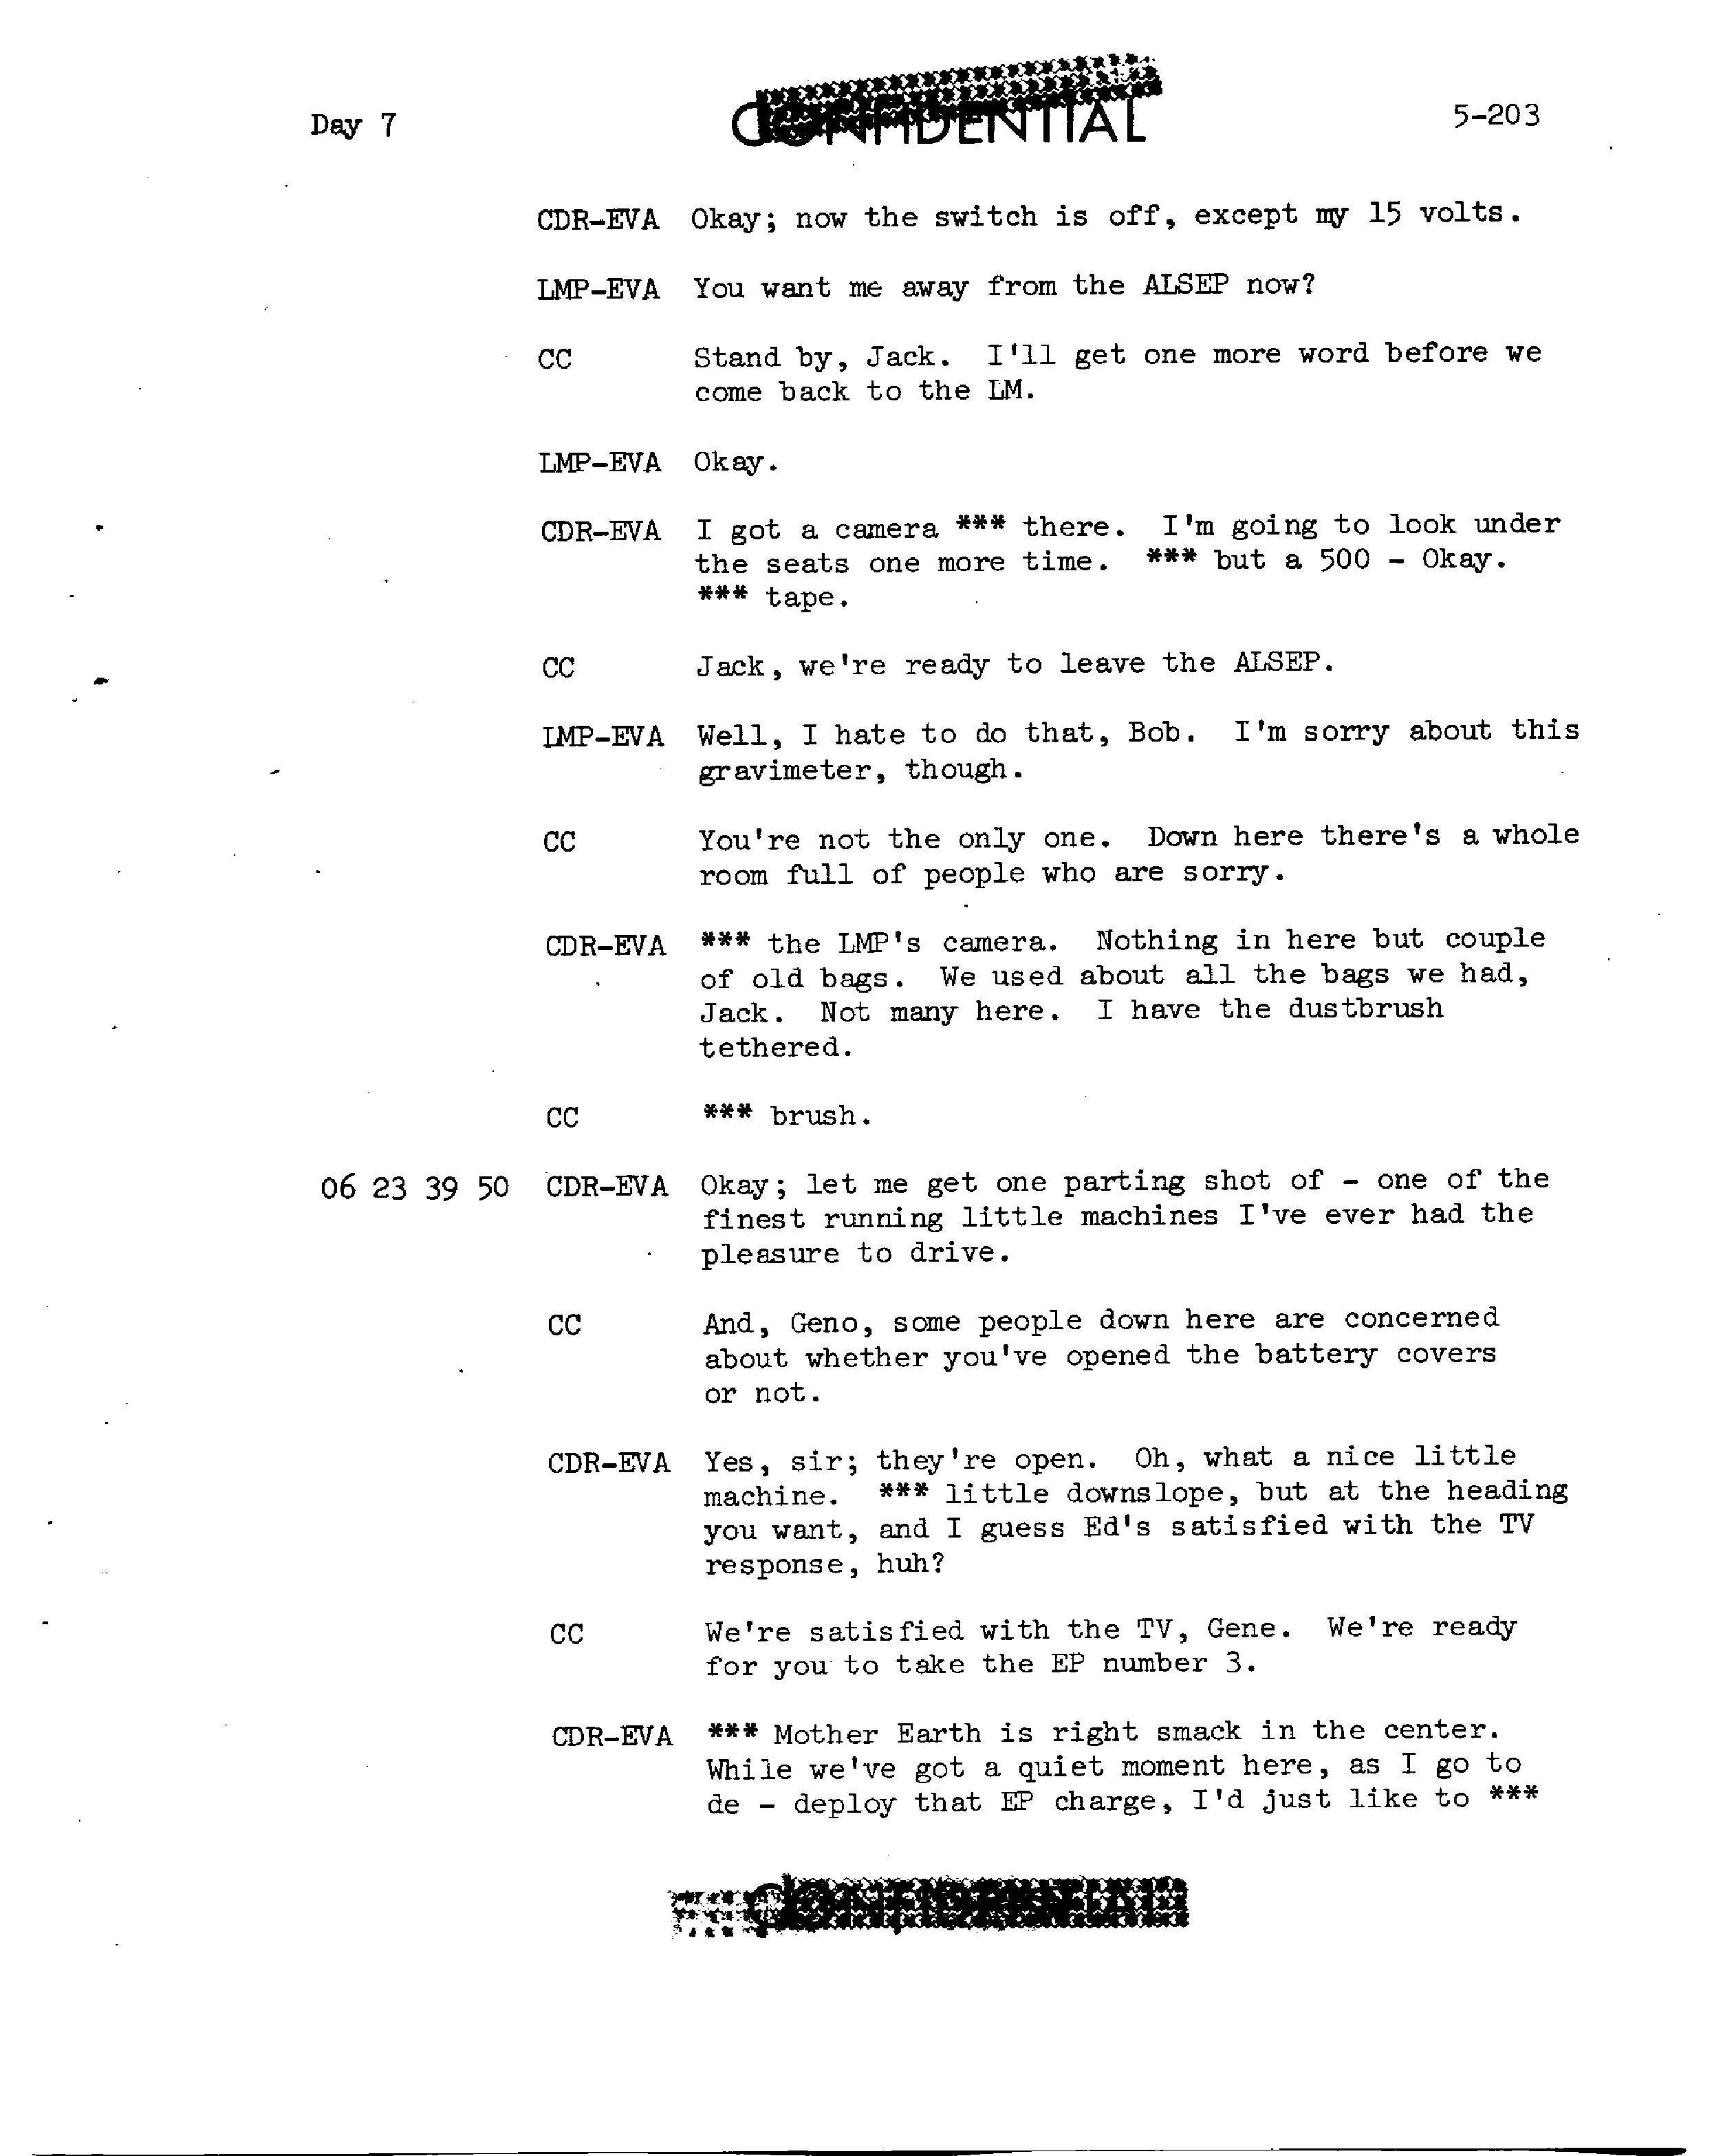 Day 7 CONFIDENTIAL 5-203
CDR-EVA Okay; now the switch is off, except my 15 volts.
LMP-EVA You want me away from the ALSEP now?
CC Stand by, Jack. I'll get one more word before we
come back to the LM.
LMP-EVA Okay.
CDR-EVA I got a camera *** there. I'm going to look under
the seats one more time. *** but a 500 - Okay.
*** tape.
CC Jack, we're ready to leave the ALSEP.
LMP-EVA Well, I hate to do that, Bob. I'm sorry about this
gravimeter, though.
CC You're not the only one. Down here there's a whole
room full of people who are sorry.
CDR-EVA *** the LMP's camera. Nothing in here but couple
of old bags. We used about all the bags we had,
Jack. Not many here. I have the dustbrush
tethered.
CC *** brush.
06 23 39 50 CDR-EVA Okay; let me get one parting shot of - one of the
finest running little machines I've ever had the
pleasure to drive.
CC And, Geno, some people down here are concerned
about whether you've opened the battery covers
or not.
CDR-EVA Yes, sir; they're open. Oh, what a nice little
machine. *** little downslope, but at the heading
you want, and I guess Ed's satisfied with the TV
response, huh?
CC We're satisfied with the TV, Gene. We're ready
for you to take the EP number 3.
CDR-EVA *** Mother Earth is right smack in the center.
While we've got a quiet moment here, as I go to
de - deploy that EP charge, I'd just like to ***
CONFIDENTIAL